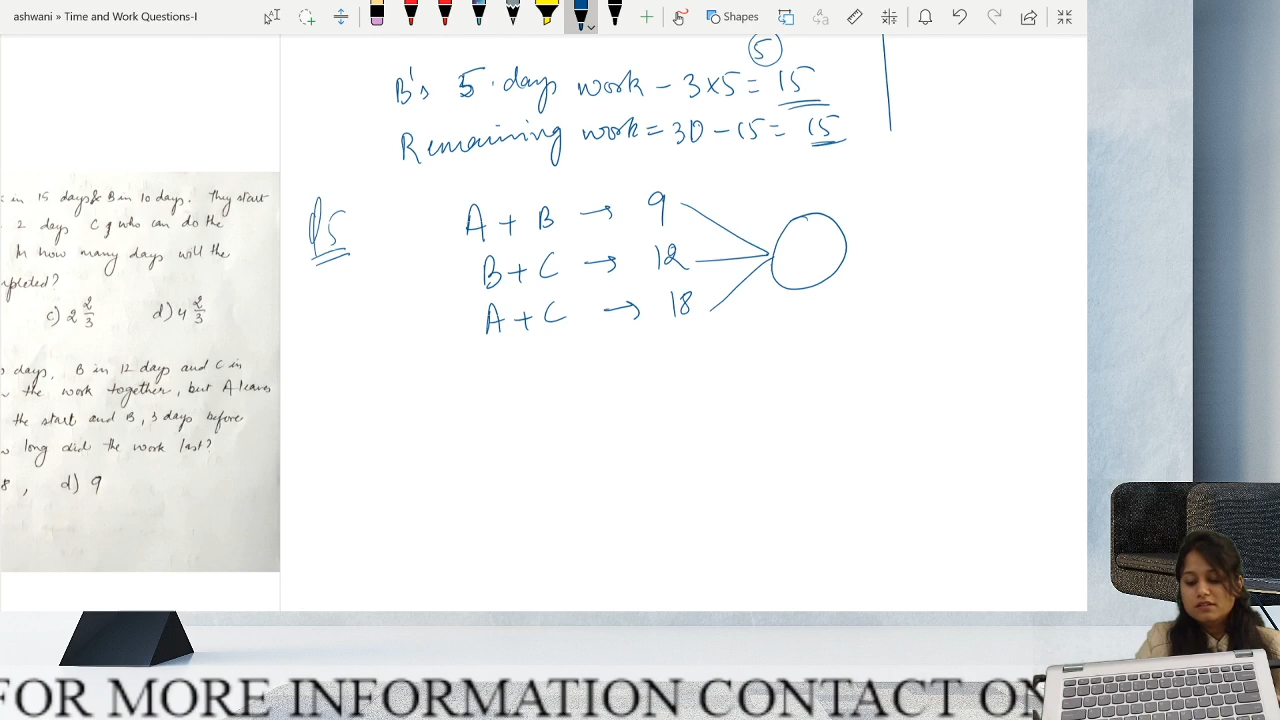 ashwani » Time and Work Questions-I
Shapes
5
B's 5 days work - 3×5 = 15
Remaining work = 30 - 15 = 15
in 15 days & B in 10 days. They start
2 days C who can do the
In how many days will the
c) 2 2/3 d) 4 2/3
days, B in 12 days and C in
the work together, but A leaves
the start and B, 3 days before
long did the work last?
8, d) 9
Q5
A + B → 9
B + C → 12
A + C → 18
FOR MORE INFORMATION CONTACT ON